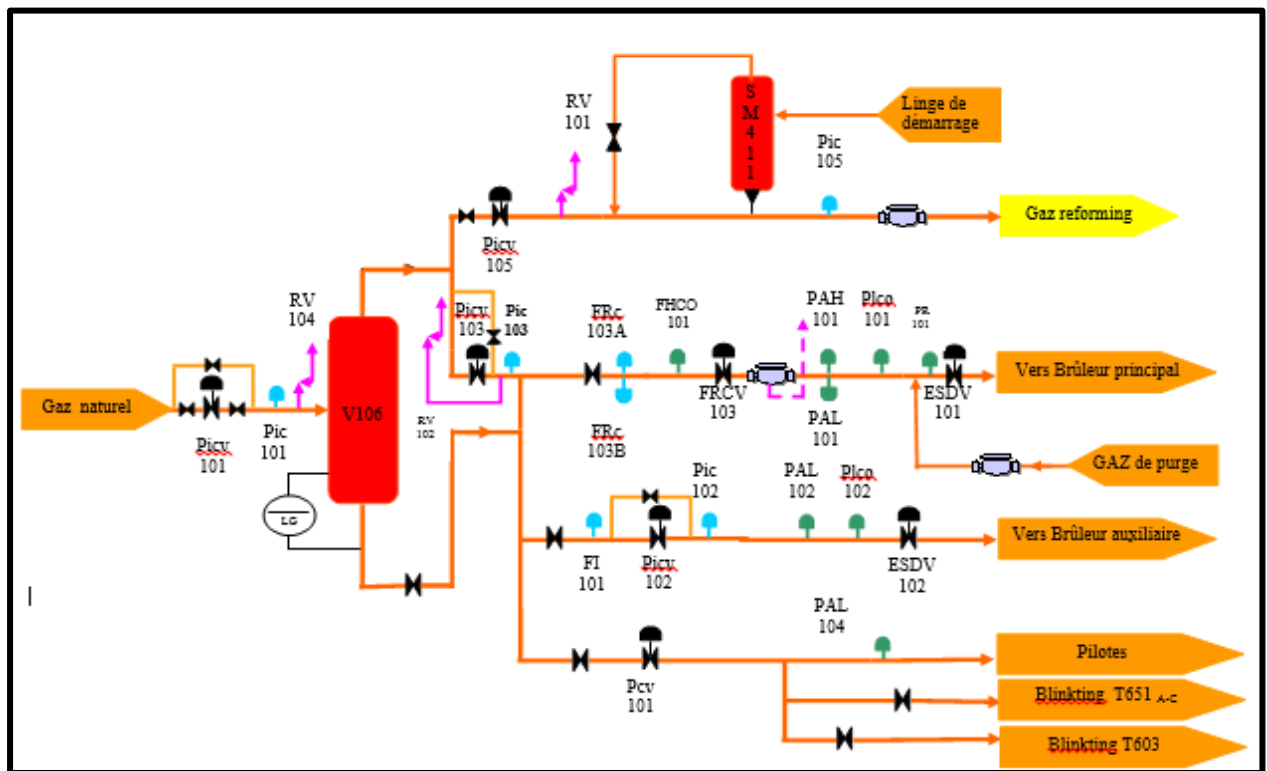 S
M
4
1
1
Linge de
démarrage
RV
101
Pic
105
Gaz reforming
Picv
105
RV
104
Picv
103
Pic
103
FRc
103A
FHCO
101
PAH
101
Plco
101
PR
101
Vers Brûleur principal
Gaz naturel
V106
Picv
101
Pic
101
RV
102
FRc
103B
FRCV
103
PAL
101
ESDV
101
GAZ de purge
LG
Pic
102
PAL
102
Plco
102
Vers Brûleur auxiliaire
FI
101
Picv
102
ESDV
102
PAL
104
Pilotes
Pcv
101
Blinkting T651 A-C
Blinkting T603